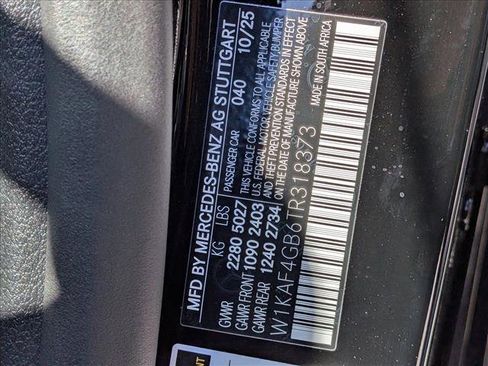 MFD BY MERCEDES-BENZ AG STUTTGART
PASSENGER CAR 040 10/25
KG LBS
GVWR 2280 5027
GAWR FRONT 1090 2403
GAWR REAR 1240 2734
THIS VEHICLE CONFORMS TO ALL APPLICABLE
U.S. FEDERAL MOTOR VEHICLE SAFETY, BUMPER,
AND THEFT PREVENTION STANDARDS IN EFFECT
ON THE DATE OF MANUFACTURE SHOWN ABOVE
W1KAF4GB6TR318373
MADE IN SOUTH AFRICA